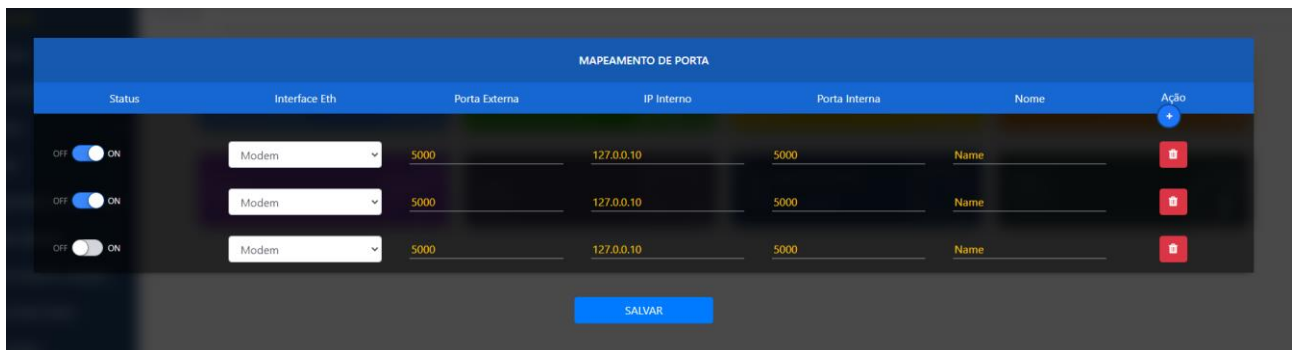 MAPEAMENTO DE PORTA
Status Interface Eth Porta Externa IP Interno Porta Interna Nome Ação
+
OFF ON Modem 5000 127.0.0.10 5000 Name
OFF ON Modem 5000 127.0.0.10 5000 Name
OFF ON Modem 5000 127.0.0.10 5000 Name
SALVAR